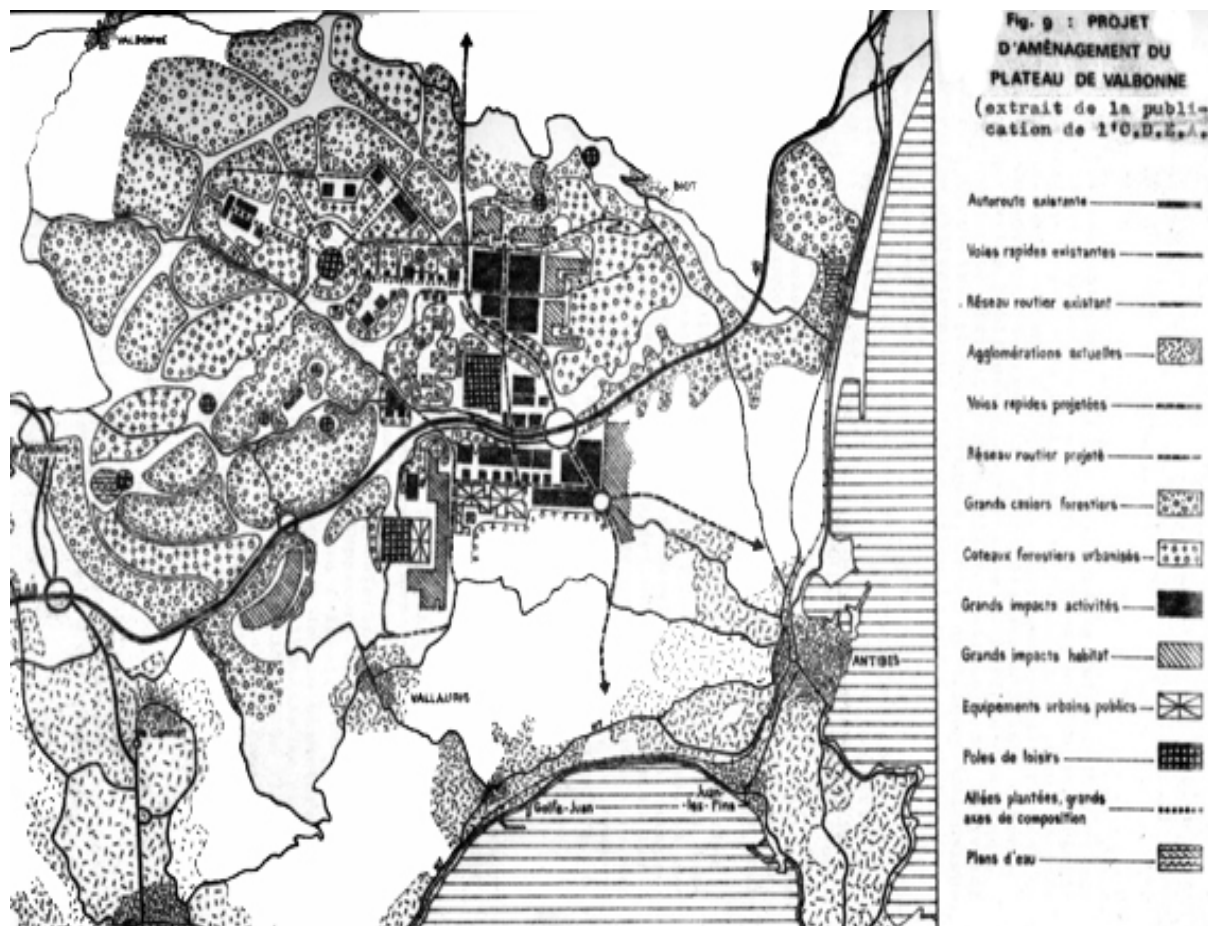 Fig. 9 : PROJET
D'AMÉNAGEMENT DU
PLATEAU DE VALBONNE
(extrait de la publi-
cation de l'O.D.E.A.
Autoroute existante
Voies rapides existantes
Réseau routier existant
Agglomérations actuelles
Voies rapides projetées
Réseau routier projeté
Grands casiers forestiers
Coteaux forestiers urbanisés
Grands impacts activités
Grands impacts habitat
Equipements urbains publics
Poles de loisirs
Allées plantées, grands
axes de composition
Plans d'eau
VALBONNE
BIOT
ANTIBES
VALLAURIS
Le Cannet
Golfe-Juan
Juan
-les-Pins